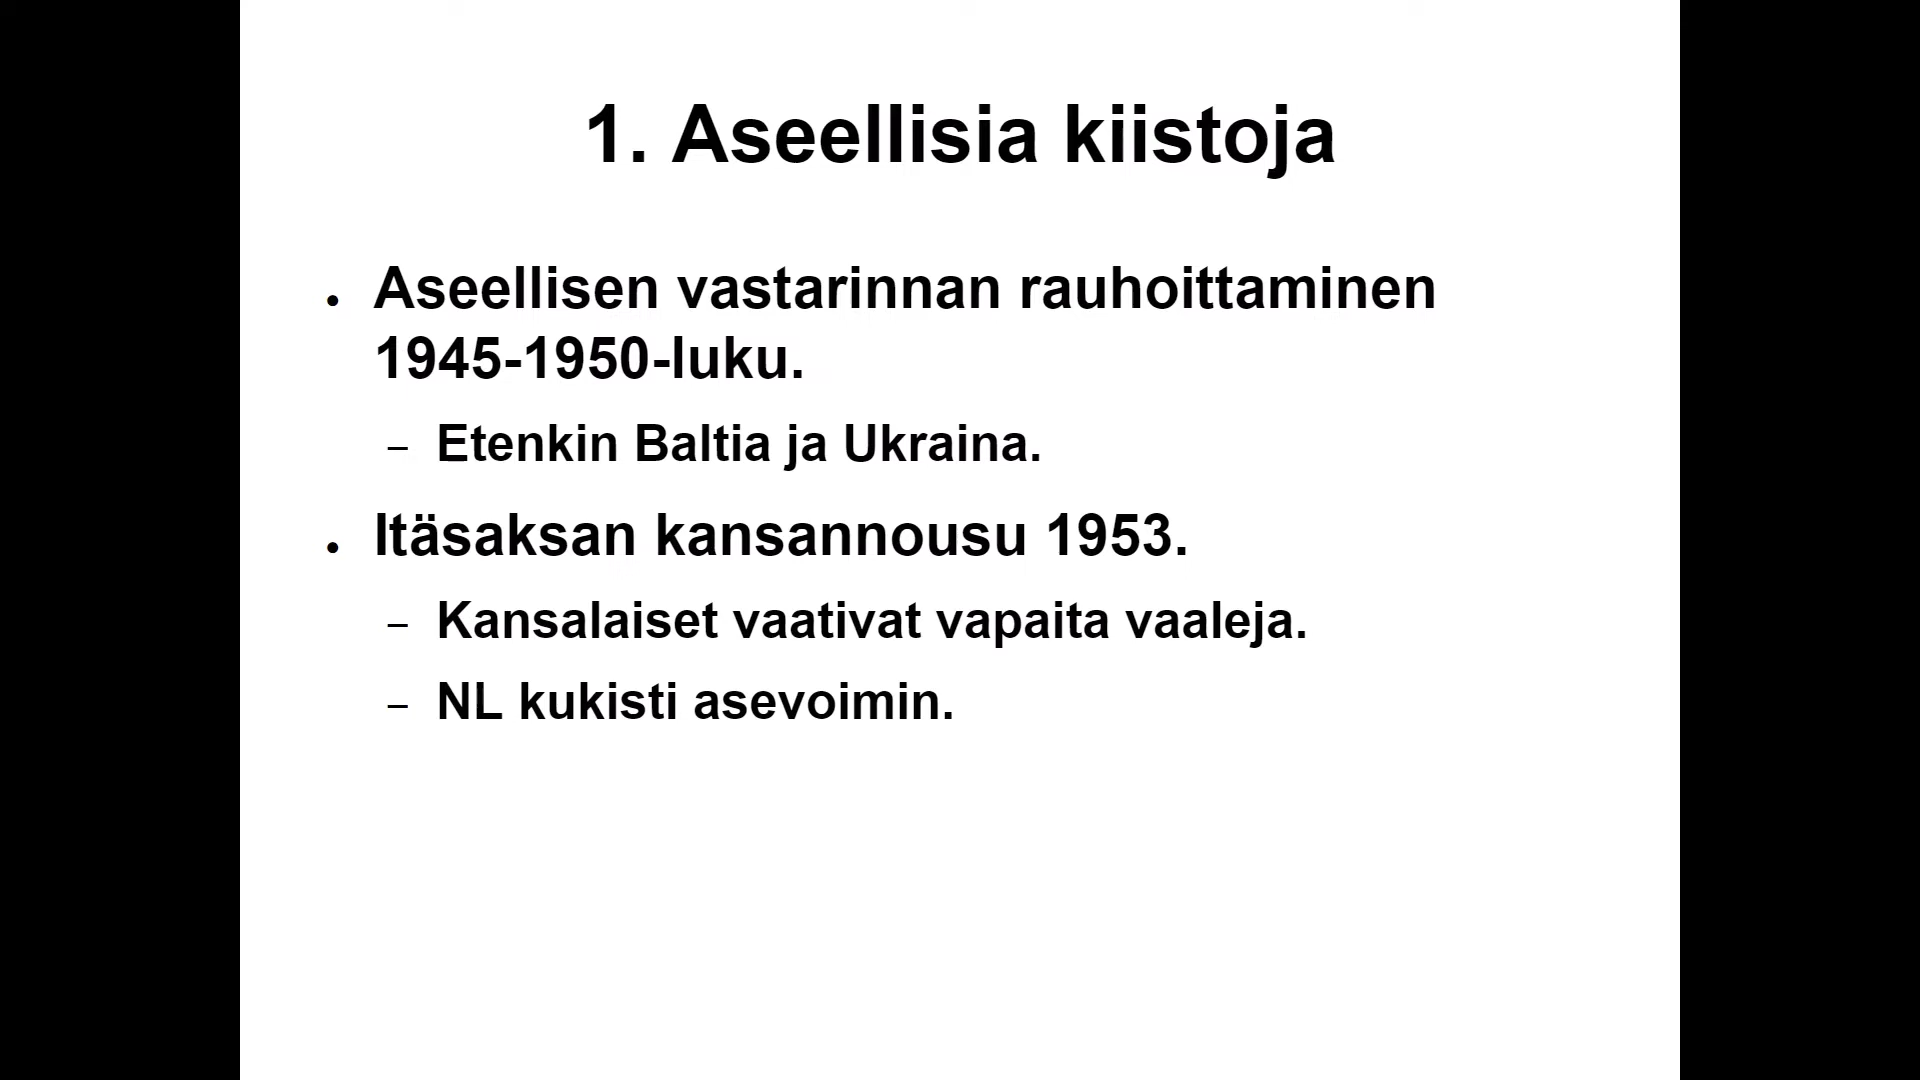 1. Aseellisia kiistoja
● Aseellisen vastarinnan rauhoittaminen
1945-1950-luku.
– Etenkin Baltia ja Ukraina.
● Itäsaksan kansannousu 1953.
– Kansalaiset vaativat vapaita vaaleja.
– NL kukisti asevoimin.